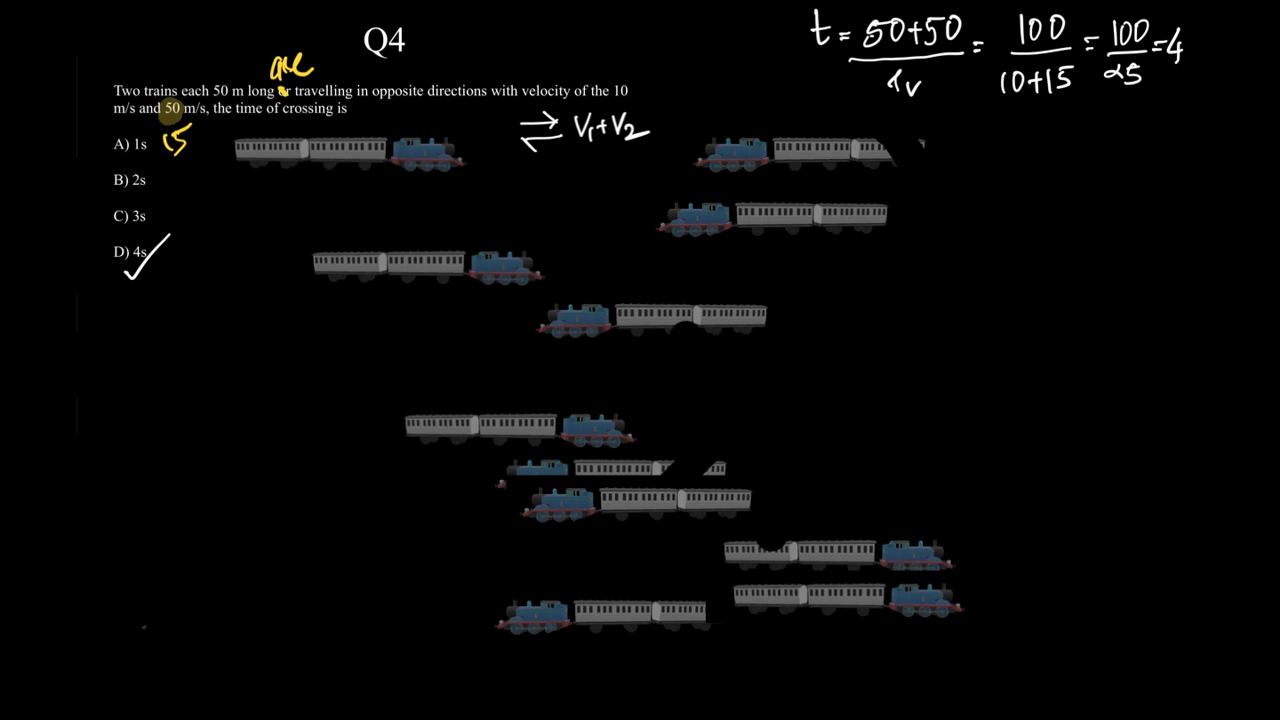 Q4
are
Two trains each 50 m long or travelling in opposite directions with velocity of the 10
m/s and 50 m/s, the time of crossing is
A) 1s 15
B) 2s
C) 3s
D) 4s
⇌ V₁+V₂
t = 50+50 / rv = 100 / 10+15 = 100 / 25 = 4